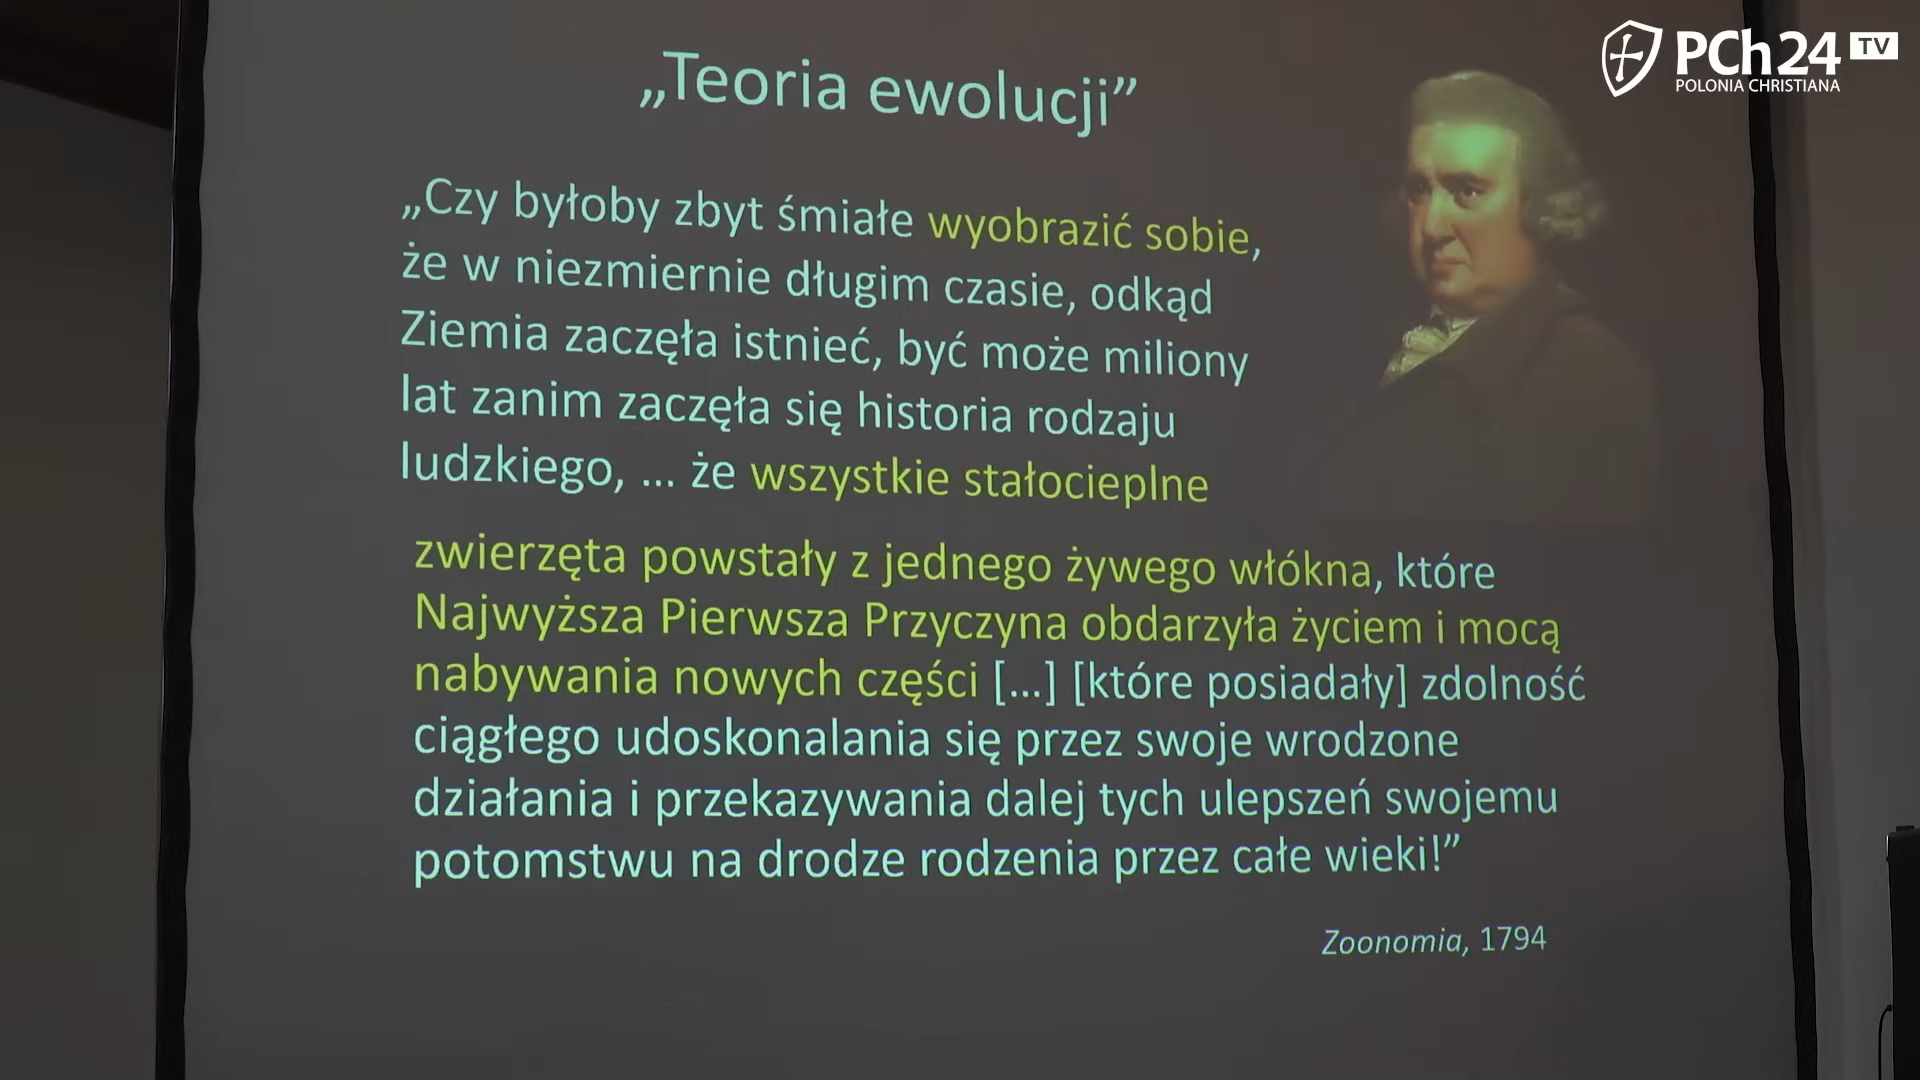 PCh24 TV
POLONIA CHRISTIANA
„Teoria ewolucji”
„Czy byłoby zbyt śmiałe wyobrazić sobie,
że w niezmiernie długim czasie, odkąd
Ziemia zaczęła istnieć, być może miliony
lat zanim zaczęła się historia rodzaju
ludzkiego, ... że wszystkie stałocieplne
zwierzęta powstały z jednego żywego włókna, które
Najwyższa Pierwsza Przyczyna obdarzyła życiem i mocą
nabywania nowych części [...] [które posiadały] zdolność
ciągłego udoskonalania się przez swoje wrodzone
działania i przekazywania dalej tych ulepszeń swojemu
potomstwu na drodze rodzenia przez całe wieki!”
Zoonomia, 1794